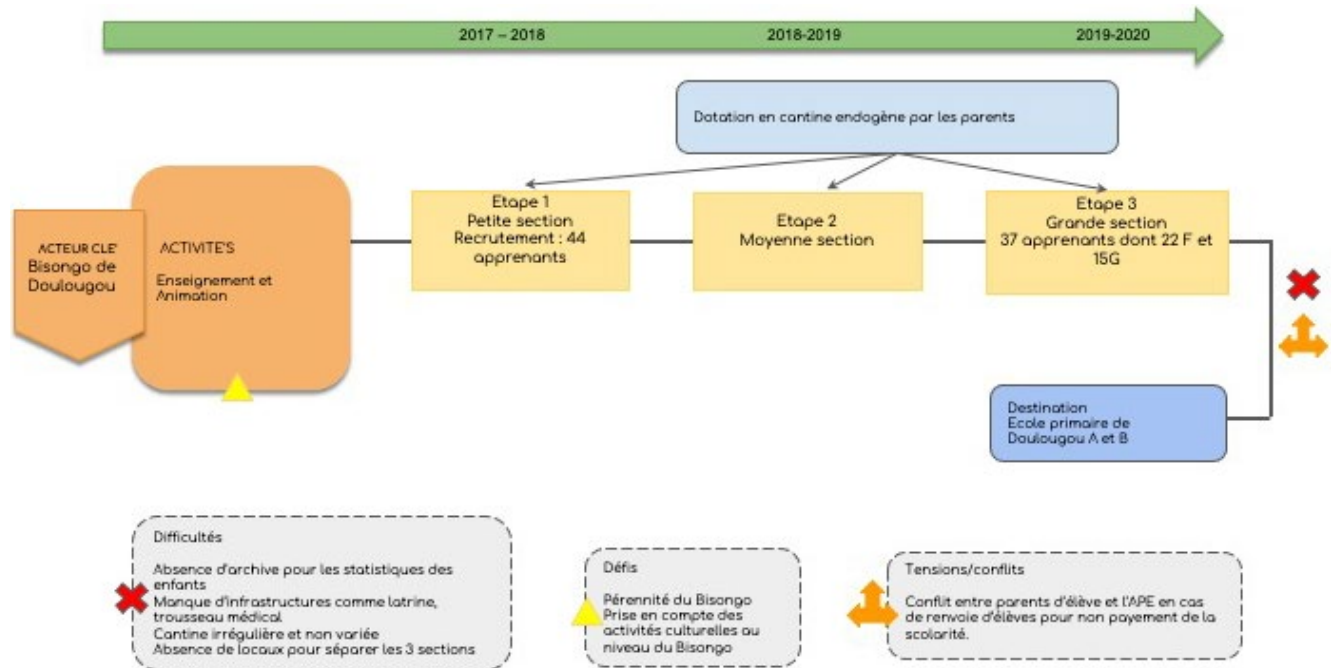 2017 – 2018
2018-2019
2019-2020
Dotation en cantine endogène par les parents
ACTEUR CLE'
Bisongo de
Doulougou
ACTIVITE'S
Enseignement et
Animation
Etape 1
Petite section
Recrutement : 44
apprenants
Etape 2
Moyenne section
Etape 3
Grande section
37 apprenants dont 22 F et
15G
Destination
Ecole primaire de
Doulougou A et B
Difficultés
Absence d'archive pour les statistiques des
enfants
Manque d'infrastructures comme latrine,
trousseau médical
Cantine irrégulière et non variée
Absence de locaux pour séparer les 3 sections
Défis
Pérennité du Bisongo
Prise en compte des
activités culturelles au
niveau du Bisongo
Tensions/conflits
Conflit entre parents d'élève et l'APE en cas
de renvoie d'élèves pour non payement de la
scolarité.